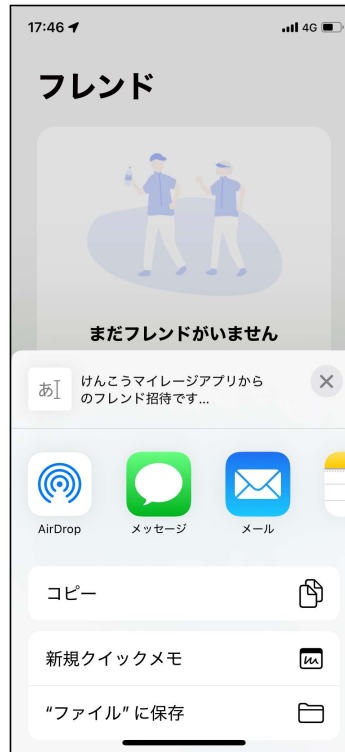 17:46
4G
フレンド
まだフレンドがいません
あ
けんこうマイレージアプリから
のフレンド招待です...
AirDrop
メッセージ
メール
コピー
新規クイックメモ
“ファイル” に保存